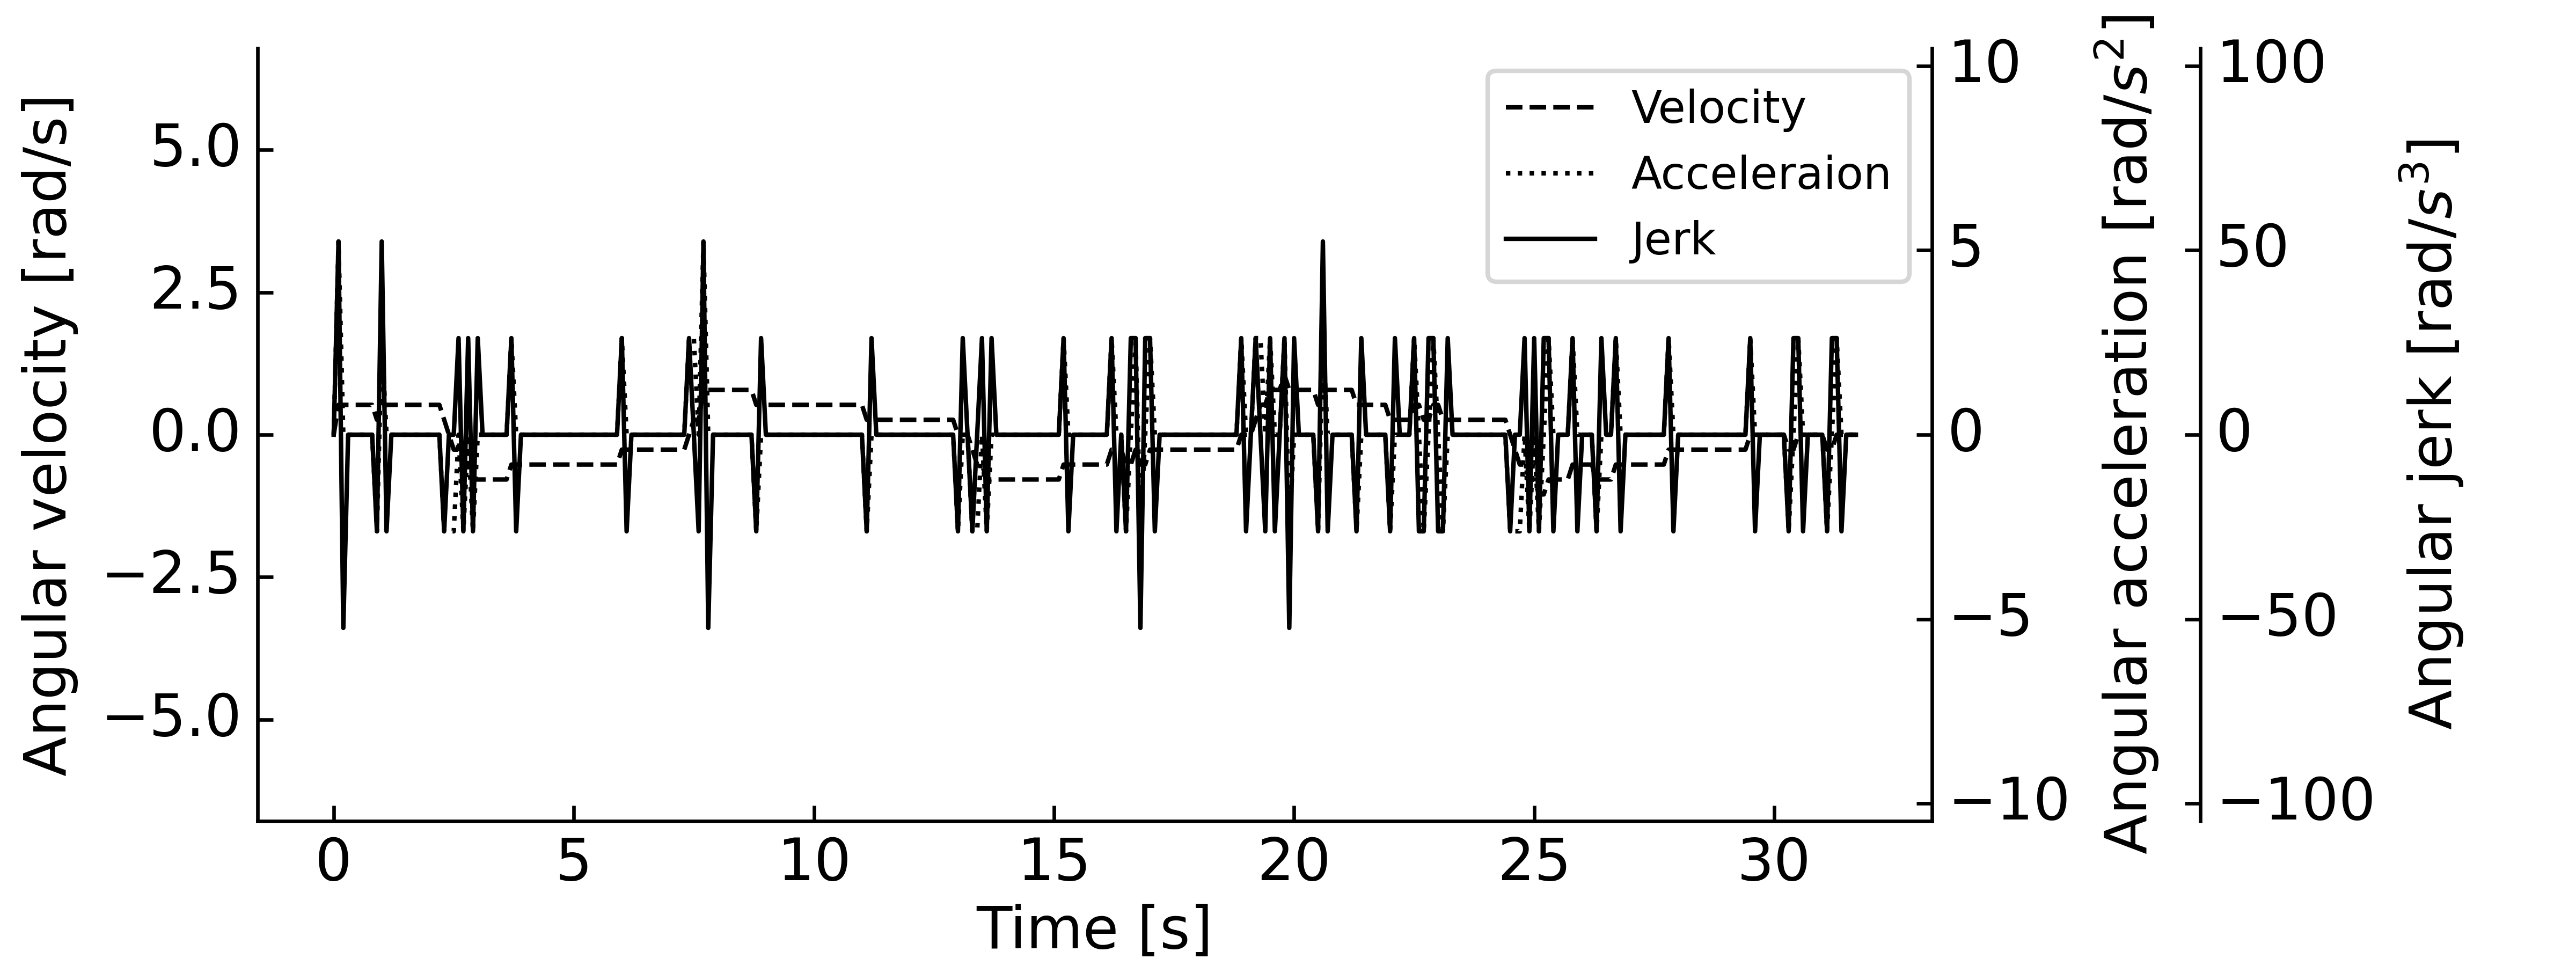 Angular velocity [rad/s]
5.0
2.5
0.0
−2.5
−5.0
0 5 10 15 20 25 30
Time [s]
Velocity
Acceleraion
Jerk
10
5
0
−5
−10
Angular acceleration [rad/s²]
100
50
0
−50
−100
Angular jerk [rad/s³]